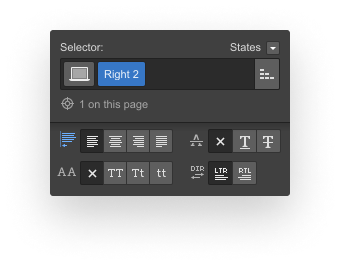 Selector: States
Right 2
1 on this page
T T
AA TT Tt tt DIR LTR RTL